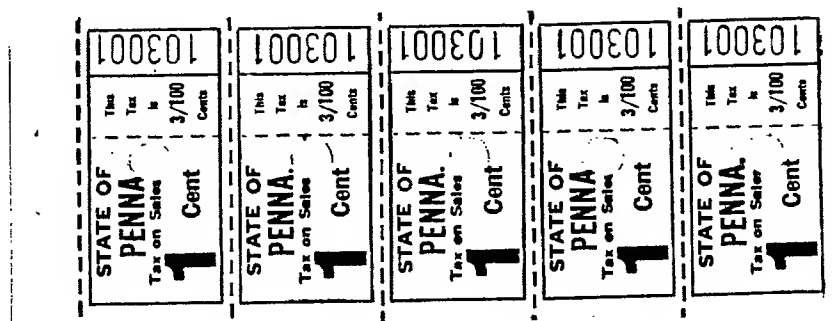 103001
This
Tax
is
3/100
Cents
STATE OF
PENNA
Tax on Sales
1 Cent
103001
This
Tax
is
3/100
Cents
STATE OF
PENNA.
Tax on Sales
1 Cent
103001
This
Tax
is
3/100
Cents
STATE OF
PENNA.
Tax on Sales
1 Cent
103001
This
Tax
is
3/100
Cents
STATE OF
PENNA
Tax on Sales
1 Cent
103001
This
Tax
is
3/100
Cents
STATE OF
PENNA.
Tax on Sales
1 Cent